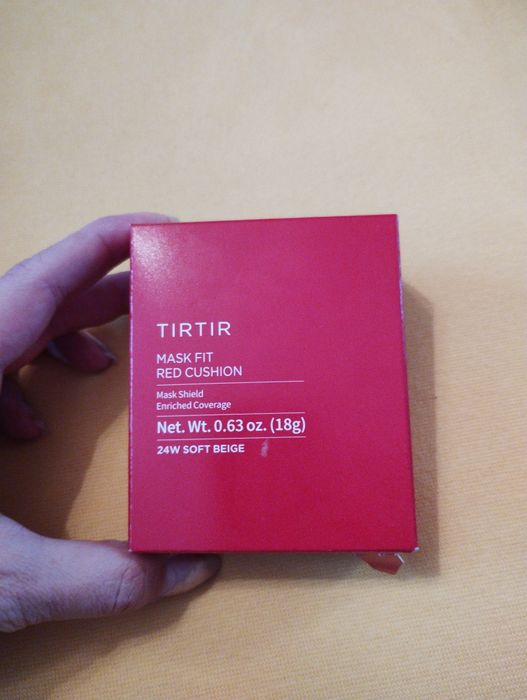 TIRTIR
MASK FIT
RED CUSHION
Mask Shield
Enriched Coverage
Net. Wt. 0.63 oz. (18g)
24W SOFT BEIGE